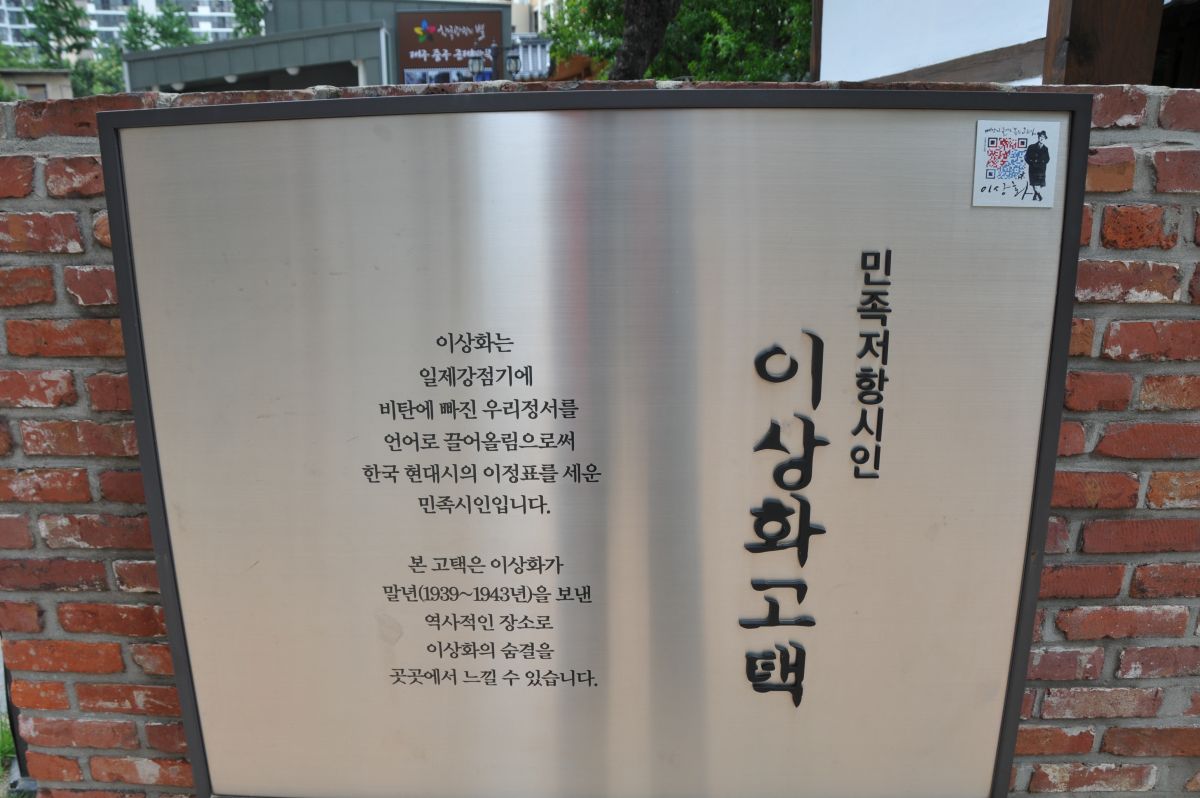 민족저항시인
이상화고택
이상화는
일제강점기에
비탄에 빠진 우리정서를
언어로 끌어올림으로써
한국 현대시의 이정표를 세운
민족시인입니다.
본 고택은 이상화가
말년(1939~1943년)을 보낸
역사적인 장소로
이상화의 숨결을
곳곳에서 느낄 수 있습니다.
이상화